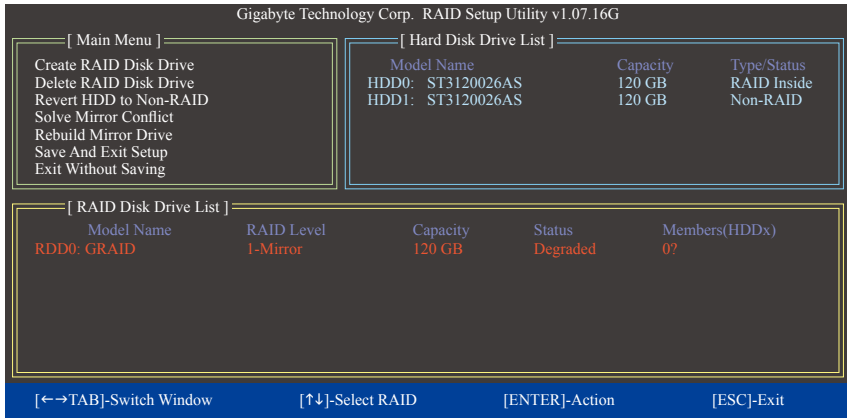 Gigabyte Technology Corp. RAID Setup Utility v1.07.16G
[ Main Menu ]
Create RAID Disk Drive
Delete RAID Disk Drive
Revert HDD to Non-RAID
Solve Mirror Conflict
Rebuild Mirror Drive
Save And Exit Setup
Exit Without Saving
[ Hard Disk Drive List ]
Model Name Capacity Type/Status
HDD0: ST3120026AS 120 GB RAID Inside
HDD1: ST3120026AS 120 GB Non-RAID
[ RAID Disk Drive List ]
Model Name RAID Level Capacity Status Members(HDDx)
RDD0: GRAID 1-Mirror 120 GB Degraded 0?
[←→TAB]-Switch Window [↑↓]-Select RAID [ENTER]-Action [ESC]-Exit